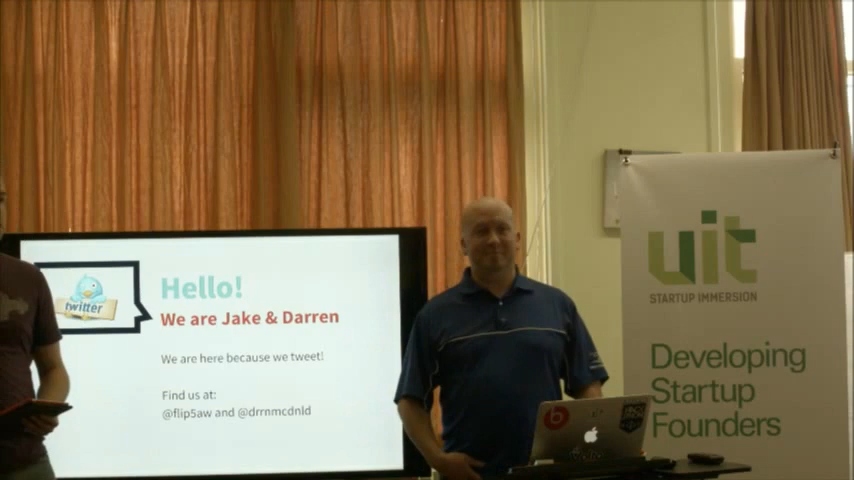 twitter
Hello!
We are Jake & Darren
We are here because we tweet!
Find us at:
@flip5aw and @drrnmcdnld
uit
STARTUP IMMERSION
Developing
Startup
Founders